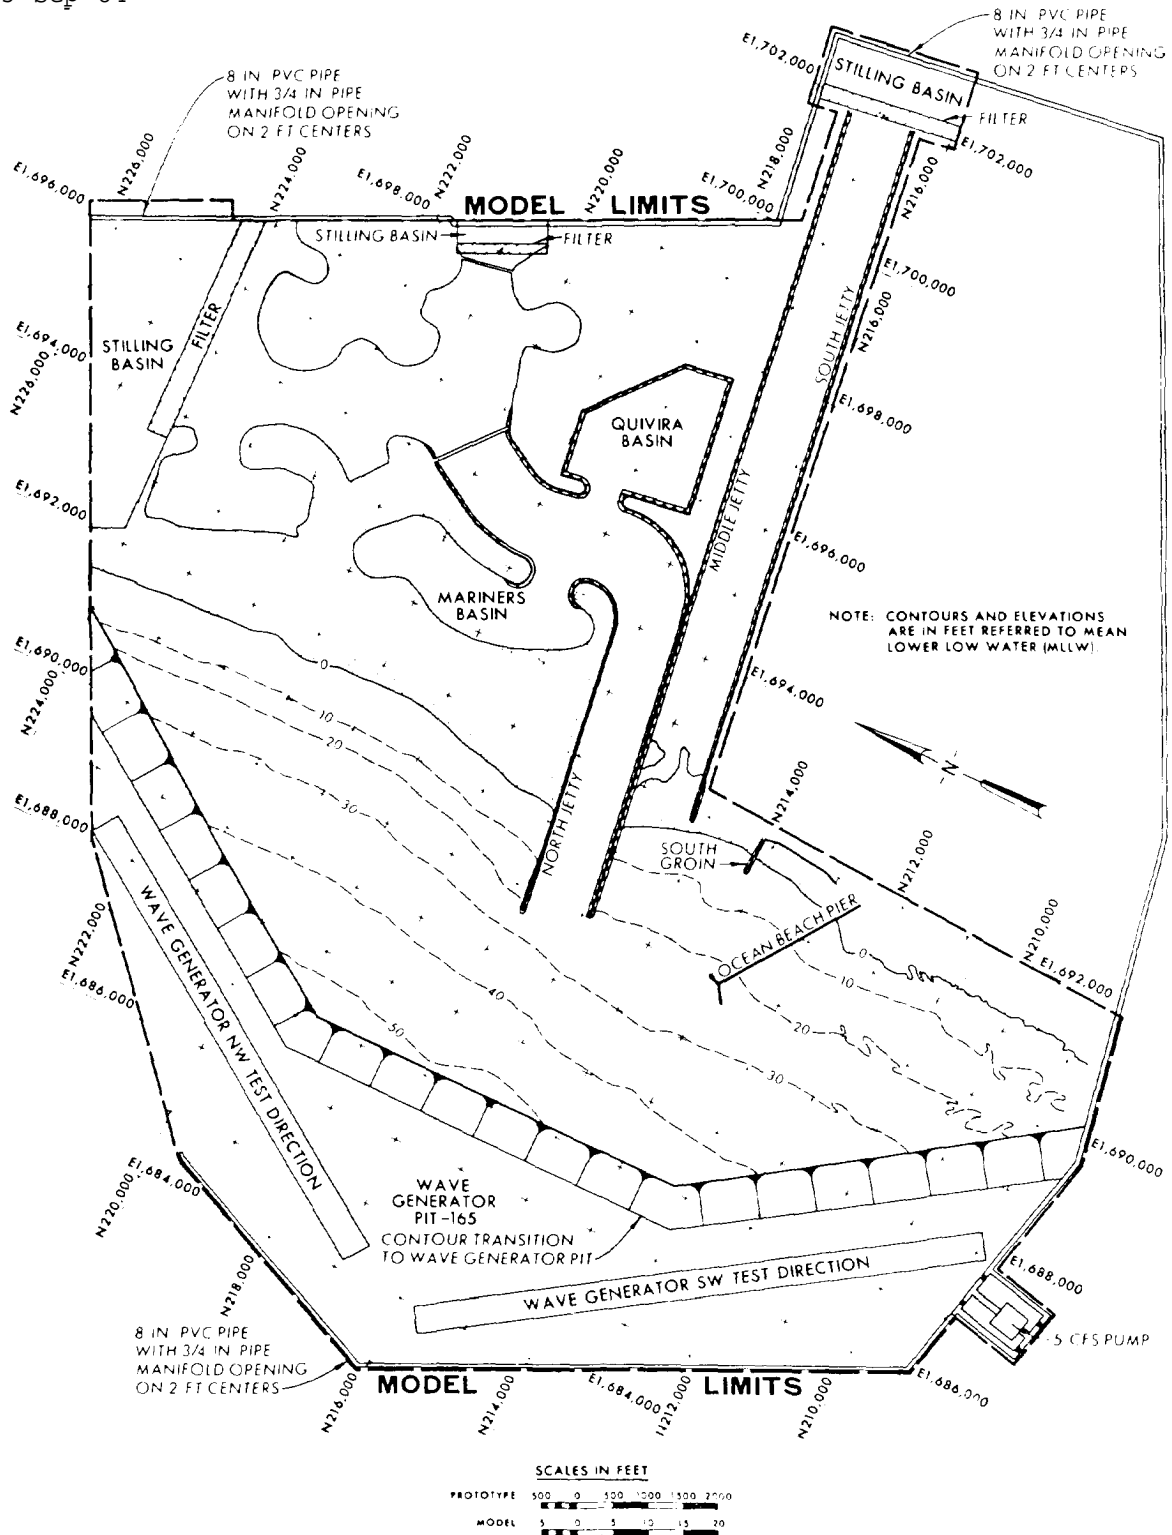 8 IN PVC PIPE
WITH 3/4 IN PIPE
MANIFOLD OPENING
ON 2 FT CENTERS
E1,702,000
STILLING BASIN
FILTER
8 IN PVC PIPE
WITH 3/4 IN PIPE
MANIFOLD OPENING
ON 2 FT CENTERS
E1,696,000
N226,000
N224,000
E1,698,000
N222,000
N220,000
E1,700,000
N218,000
N216,000
E1,702,000
MODEL LIMITS
STILLING BASIN
FILTER
E1,700,000
N216,000
SOUTH JETTY
E1,694,000
N226,000
STILLING
BASIN
FILTER
E1,698,000
QUIVIRA
BASIN
MIDDLE JETTY
E1,692,000
E1,696,000
MARINERS
BASIN
NOTE: CONTOURS AND ELEVATIONS
ARE IN FEET REFERRED TO MEAN
LOWER LOW WATER (MLLW).
E1,690,000
N224,000
0
10
20
30
E1,694,000
N
E1,688,000
NORTH JETTY
N214,000
SOUTH
GROIN
N212,000
OCEAN BEACH PIER
N210,000
E1,692,000
N222,000
E1,686,000
WAVE GENERATOR NW TEST DIRECTION
40
50
0
10
20
30
E1,690,000
E1,684,000
N220,000
WAVE
GENERATOR
PIT -165
CONTOUR TRANSITION
TO WAVE GENERATOR PIT
N218,000
WAVE GENERATOR SW TEST DIRECTION
E1,688,000
5 CFS PUMP
8 IN PVC PIPE
WITH 3/4 IN PIPE
MANIFOLD OPENING
ON 2 FT CENTERS
MODEL LIMITS
N216,000
N214,000
E1,684,000
N212,000
N210,000
E1,686,000
SCALES IN FEET
PROTOTYPE 500 0 500 1000 1500 2000
MODEL 5 0 5 10 15 20